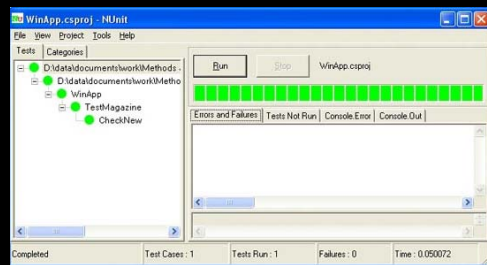 WinApp.csproj - NUnit
File View Project Tools Help
Tests Categories
D:\data\documents\work\Methods -
D:\data\documents\work\Metho
WinApp
TestMagazine
CheckNew
Run Stop WinApp.csproj
Errors and Failures Tests Not Run Console.Error Console.Out
Completed Test Cases : 1 Tests Run : 1 Failures : 0 Time : 0.050072